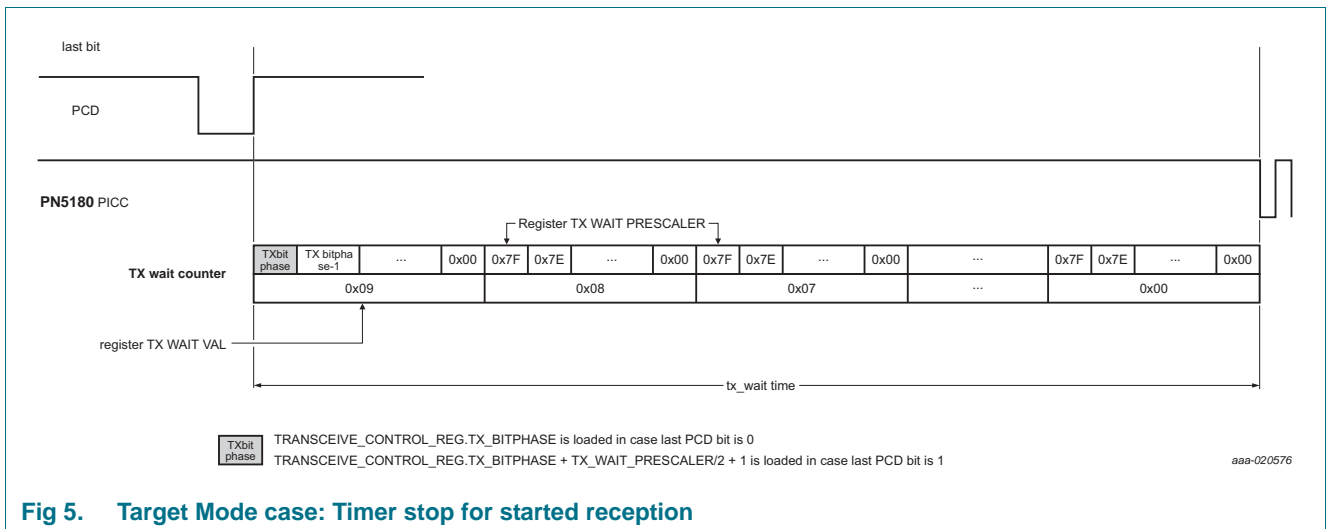 last bit
PCD
PN5180 PICC
Register TX WAIT PRESCALER
TX wait counter
TXbit phase TX bitpha se-1 ... 0x00 0x7F 0x7E ... 0x00 0x7F 0x7E ... 0x00 ... 0x7F 0x7E ... 0x00
0x09 0x08 0x07 ... 0x00
register TX WAIT VAL
tx_wait time
TXbit phase
TRANSCEIVE_CONTROL_REG.TX_BITPHASE is loaded in case last PCD bit is 0
TRANSCEIVE_CONTROL_REG.TX_BITPHASE + TX_WAIT_PRESCALER/2 + 1 is loaded in case last PCD bit is 1
aaa-020576
Fig 5. Target Mode case: Timer stop for started reception